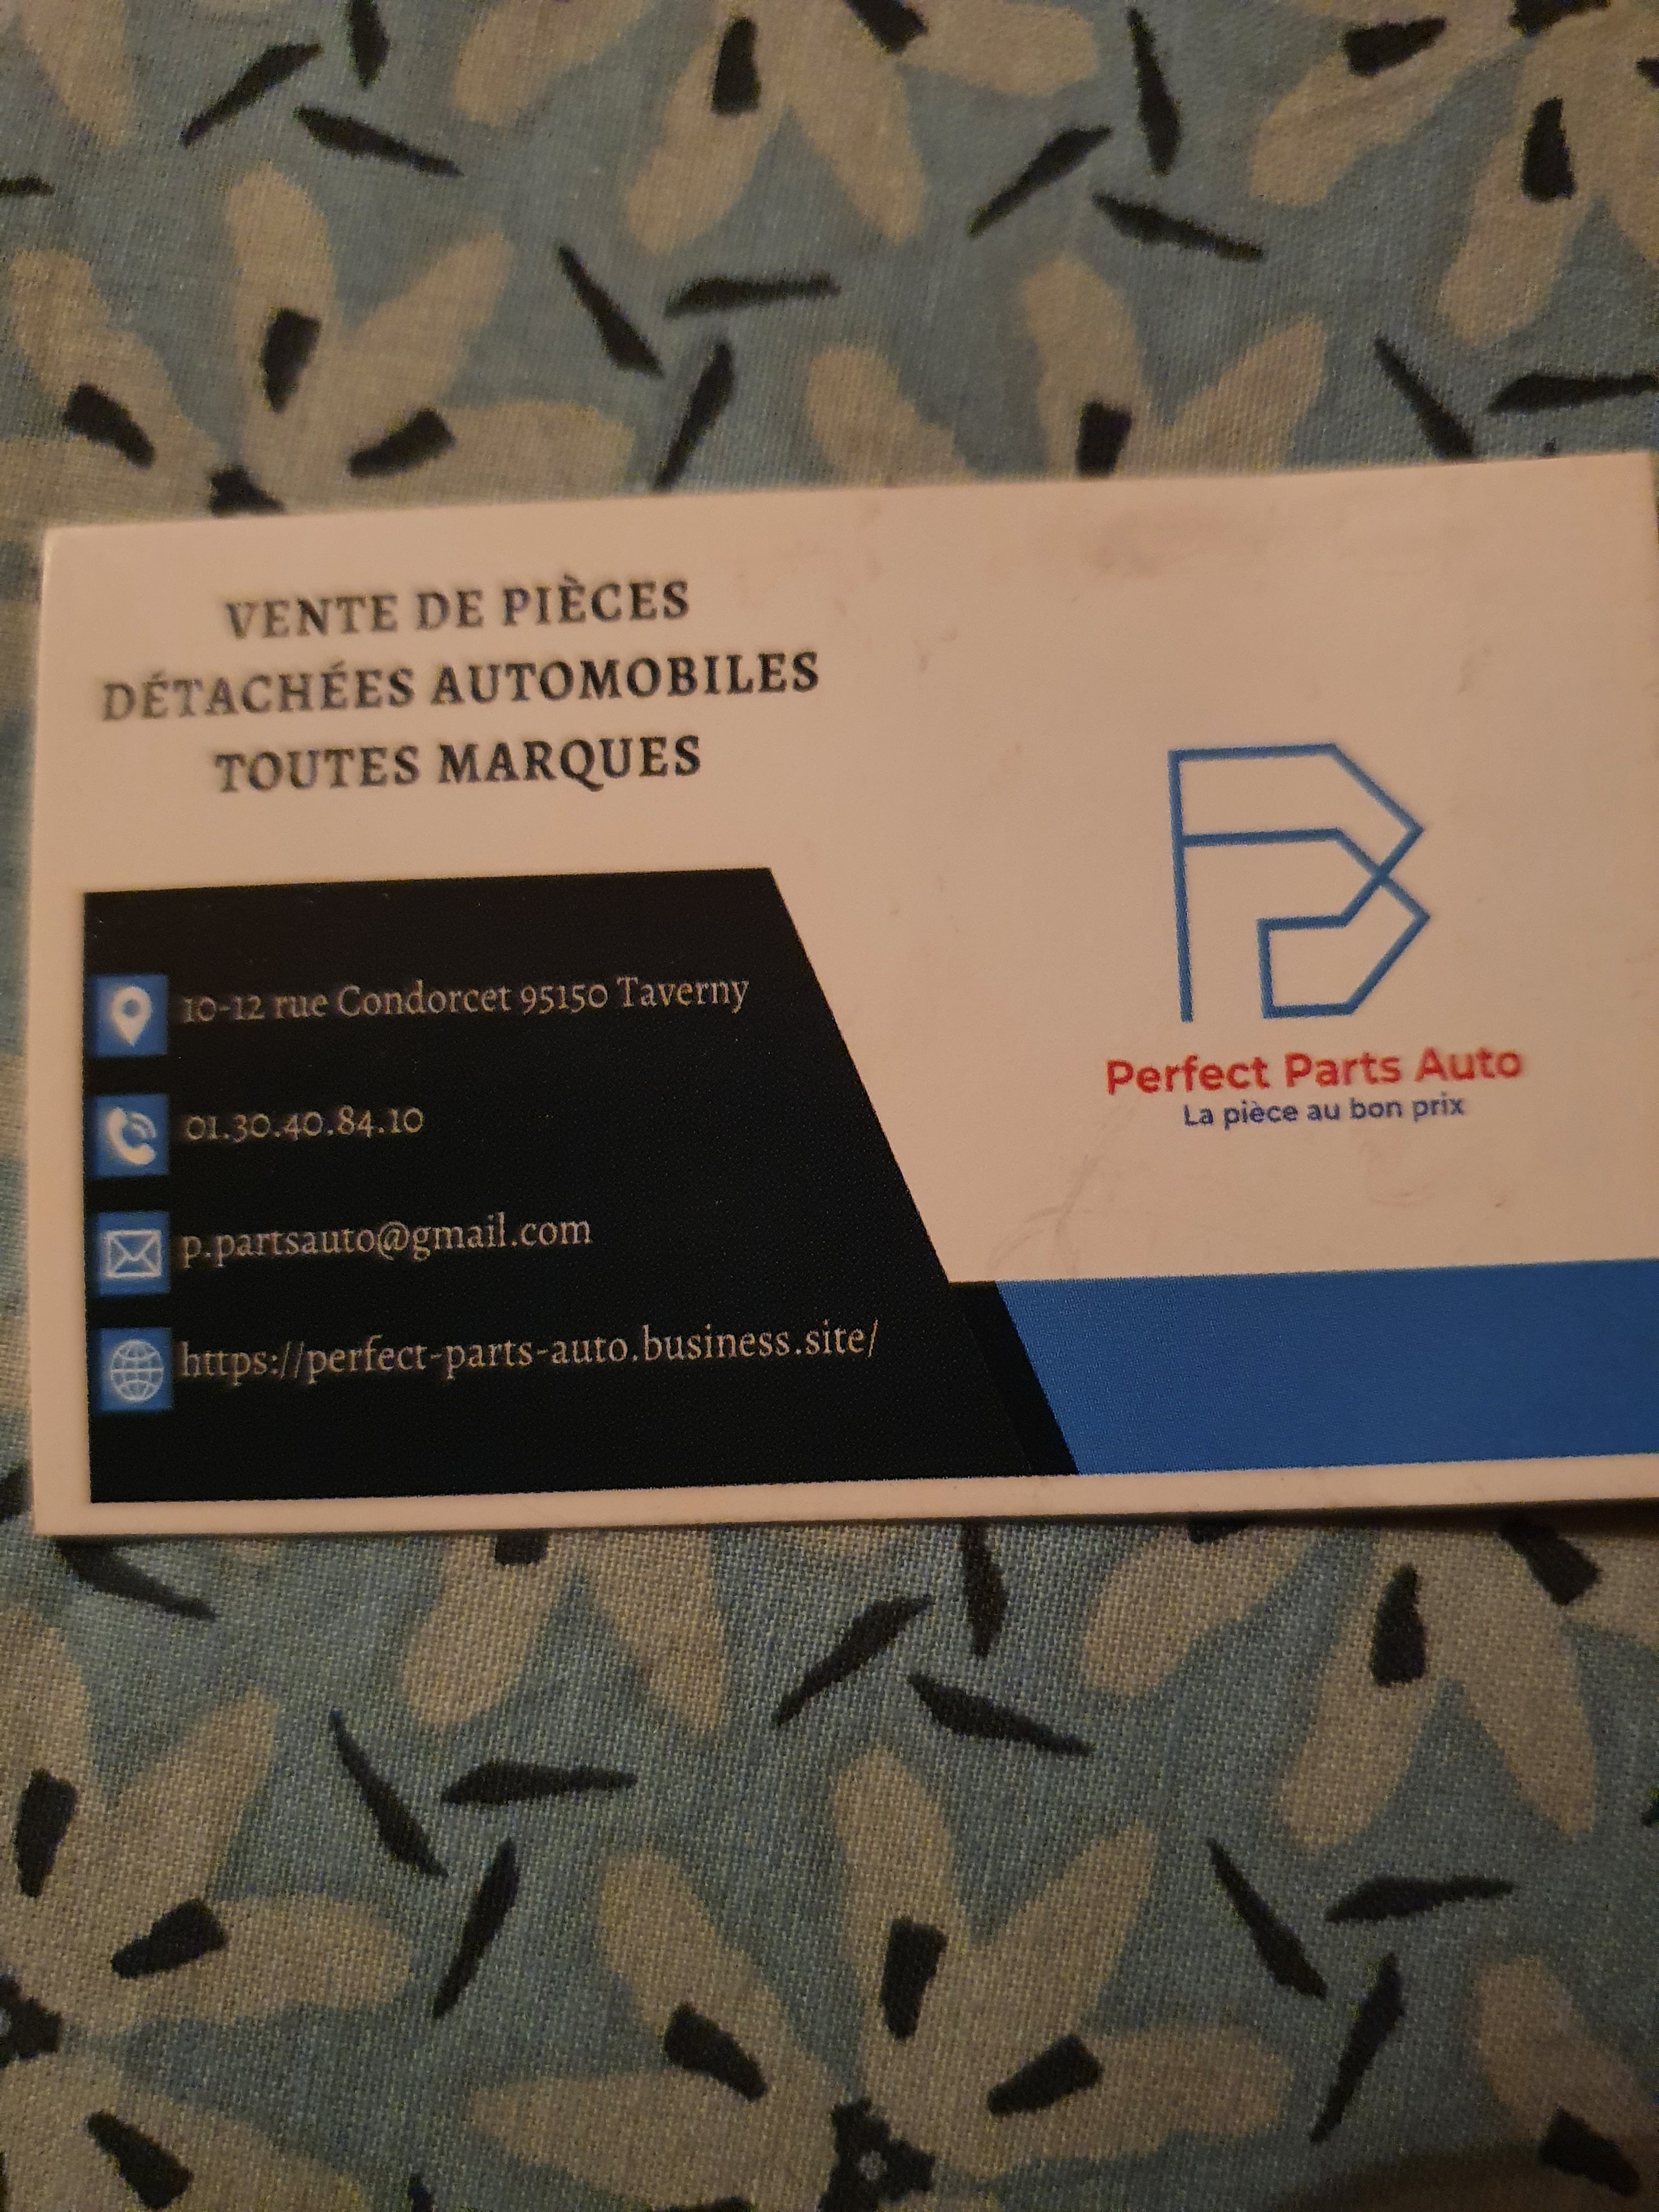 VENTE DE PIÈCES
DÉTACHÉES AUTOMOBILES
TOUTES MARQUES
10-12 rue Condorcet 95150 Taverny
01.30.40.84.10
p.partsauto@gmail.com
https://perfect-parts-auto.business.site/
Perfect Parts Auto
La pièce au bon prix